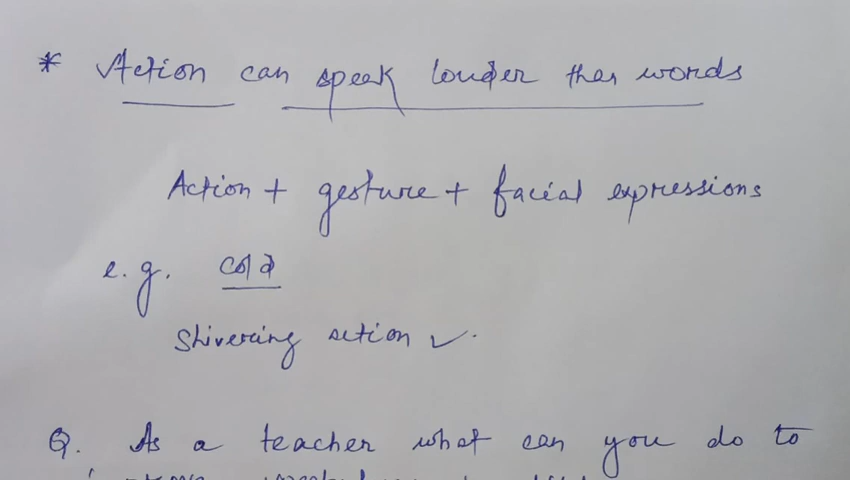 * Action can speak louder than words
Action + gesture + facial expressions
e.g. cold
Shivering action ✓.
Q. As a teacher what can you do to